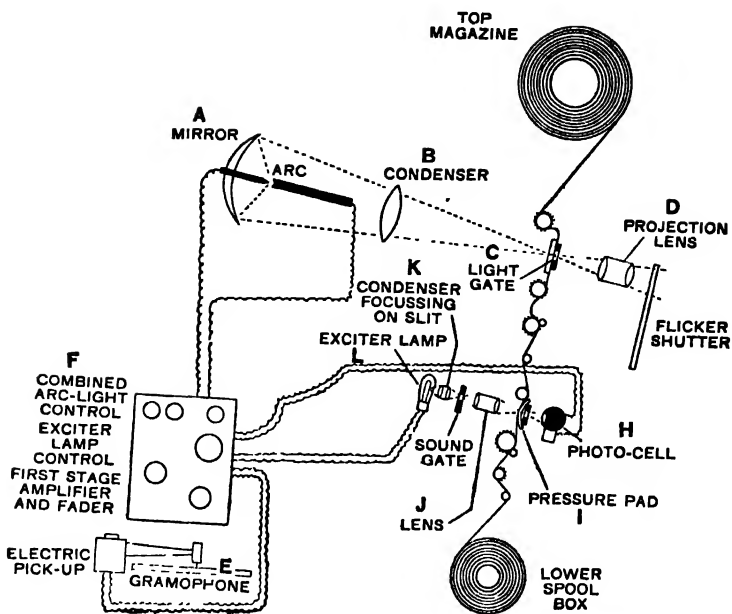 TOP
MAGAZINE
A
MIRROR
ARC
B
CONDENSER
D
PROJECTION
LENS
C
LIGHT
GATE
K
CONDENSER
FOCUSSING
ON SLIT
FLICKER
SHUTTER
EXCITER LAMP
L
F
COMBINED
ARC-LIGHT
CONTROL
EXCITER
LAMP
CONTROL
FIRST STAGE
AMPLIFIER
AND FADER
SOUND
GATE
H
PHOTO-CELL
J
LENS
PRESSURE PAD
I
ELECTRIC
PICK-UP
E
GRAMOPHONE
LOWER
SPOOL
BOX